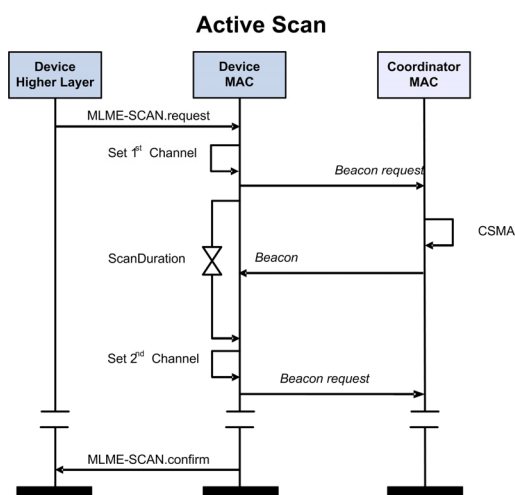 Active Scan
Device
Higher Layer
Device
MAC
Coordinator
MAC
MLME-SCAN.request
Set 1st Channel
Beacon request
CSMA
ScanDuration
Beacon
Set 2nd Channel
Beacon request
MLME-SCAN.confirm